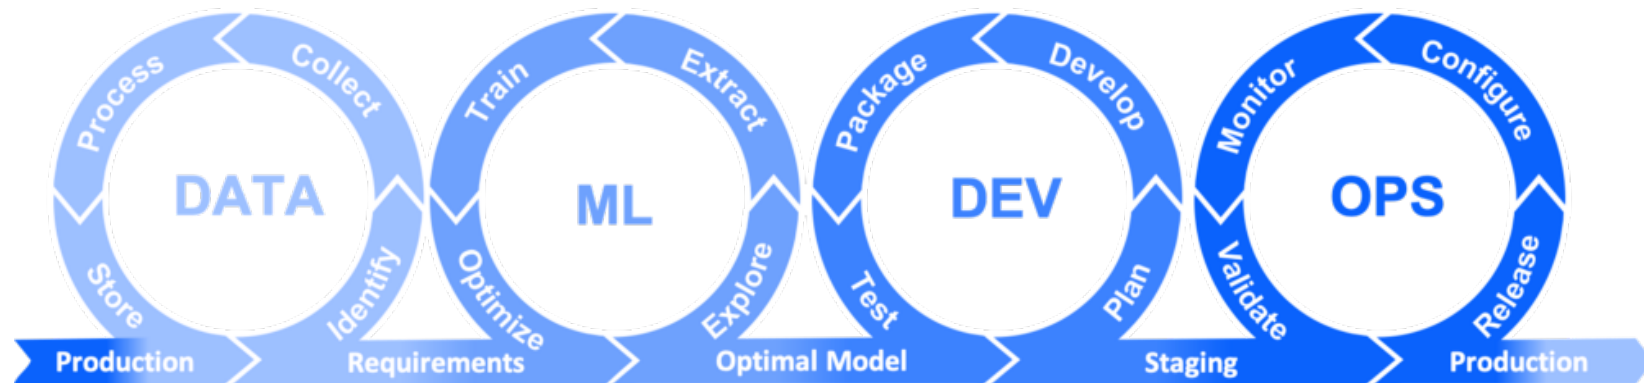 Process
Collect
DATA
Store
Identify
Train
Extract
ML
Optimize
Explore
Package
Develop
DEV
Test
Plan
Monitor
Configure
OPS
Validate
Release
Production
Requirements
Optimal Model
Staging
Production